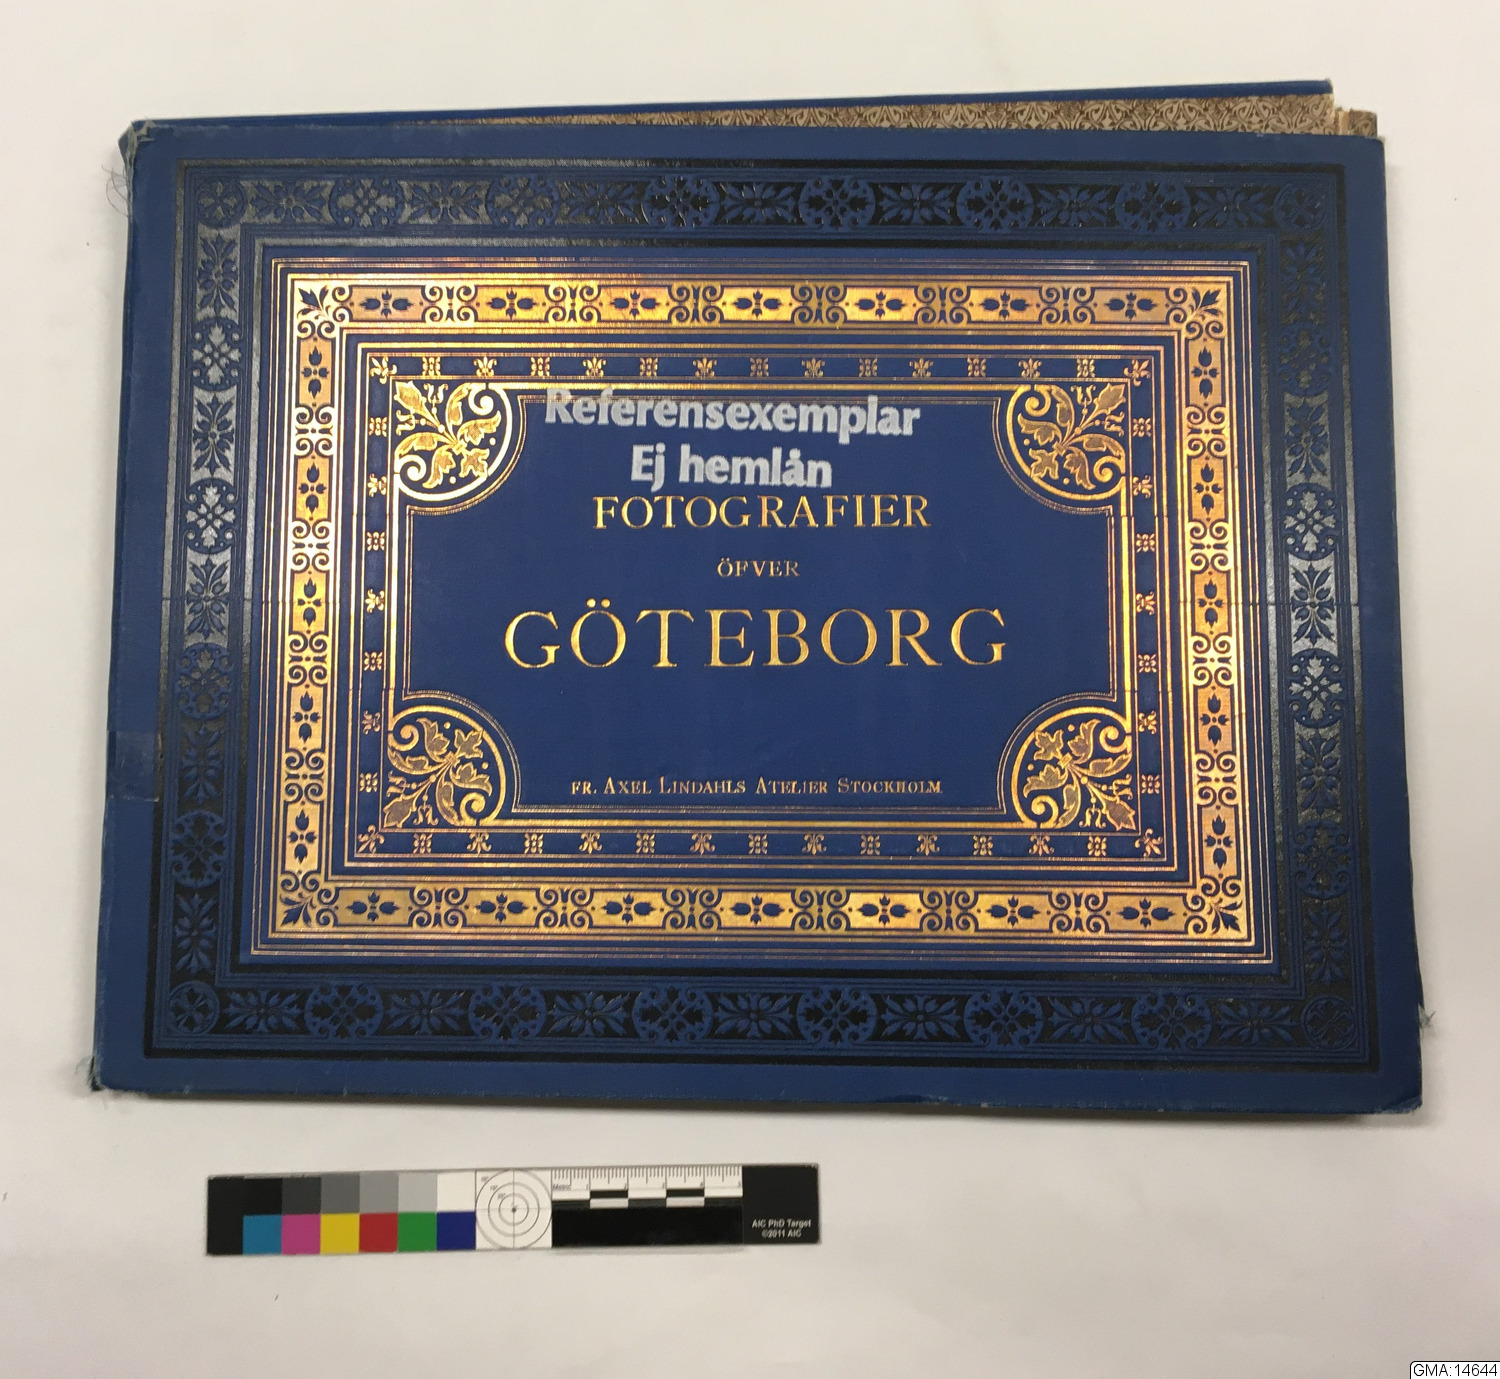 Referensexemplar
Ej hemlån
FOTOGRAFIER
ÖFVER
GÖTEBORG
FR. AXEL LINDAHLS ATELIER STOCKHOLM
AIC PhD Target
©2011 AIC
GMA:14644